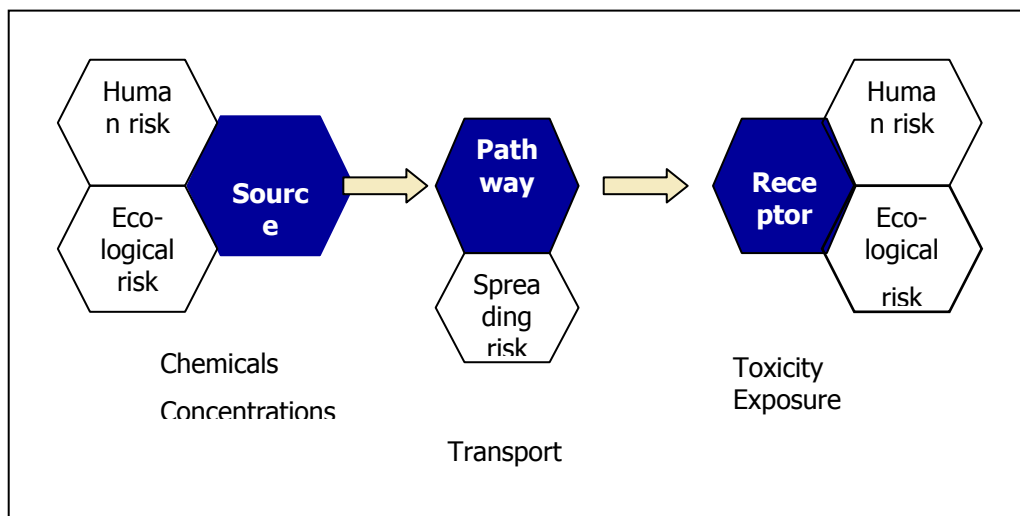 Huma
n risk
Eco-
logical
risk
Sourc
e
Path
way
Sprea
ding
risk
Rece
ptor
Huma
n risk
Eco-
logical
risk
Chemicals
Concentrations
Transport
Toxicity
Exposure